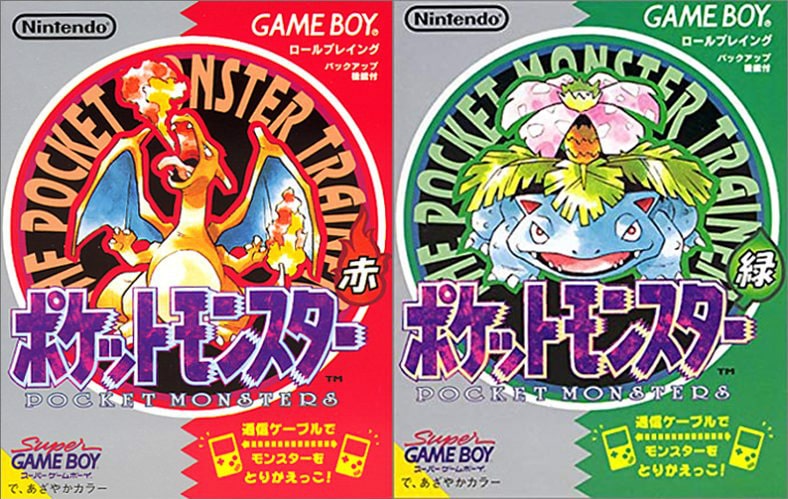 Nintendo®
GAME BOY®
ロールプレイング
バックアップ
機能付
THE POCKET MONSTER TRAINER
赤
ポケットモンスター
TM
POCKET MONSTERS
Super
GAME BOY
スーパーゲームボーイ
で、あざやかカラー
通信ケーブルで
モンスターを
とりかえっこ!
Nintendo®
GAME BOY®
ロールプレイング
バックアップ
機能付
POCKET MONSTER TRAINER
緑
ポケットモンスター
TM
POCKET MONSTERS
Super
GAME BOY
スーパーゲームボーイ
で、あざやかカラー
通信ケーブルで
モンスターを
とりかえっこ!